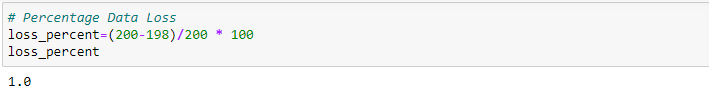 # Percentage Data Loss
loss_percent=(200-198)/200 * 100
loss_percent
1.0